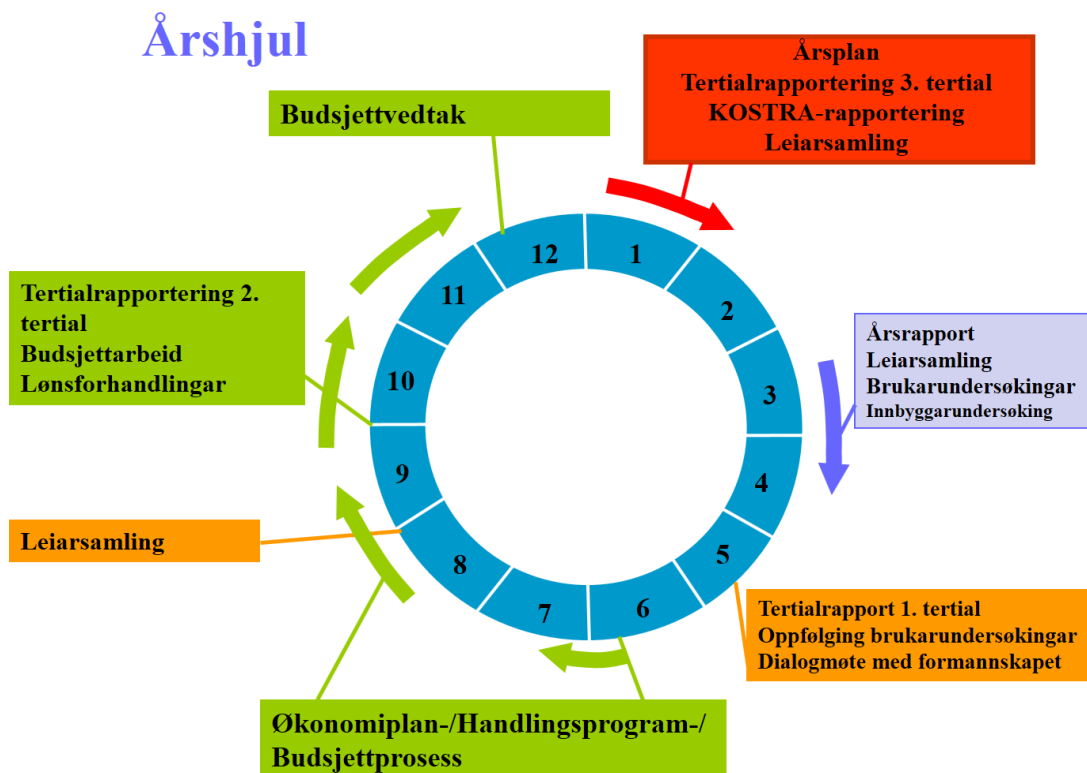 Årshjul
Årsplan
Tertialrapportering 3. tertial
KOSTRA-rapportering
Leiarsamling
Budsjettvedtak
Tertialrapportering 2.
tertial
Budsjettarbeid
Lønsforhandlingar
Årsrapport
Leiarsamling
Brukarundersøkingar
Innbyggarundersøking
Leiarsamling
Tertialrapport 1. tertial
Oppfølging brukarundersøkingar
Dialogmøte med formannskapet
Økonomiplan-/Handlingsprogram-/
Budsjettprosess
1
2
3
4
5
6
7
8
9
10
11
12